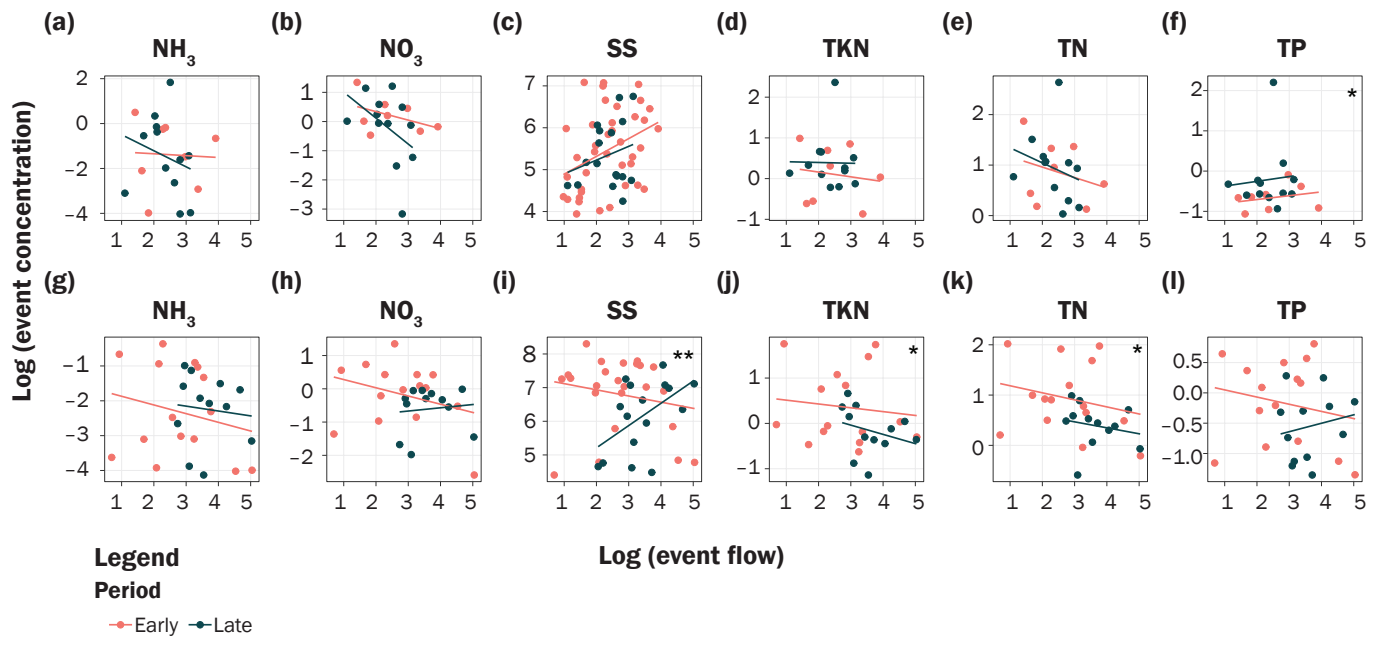 (a) (b) (c) (d) (e) (f)
NH3 NO3 SS TKN TN TP
Log (event concentration)
2 0 −2 −4
1 0 −1 −2 −3
7 6 5 4
2 1 0 −1
2 1 0
2 1 0 −1
*
1 2 3 4 5
1 2 3 4 5
1 2 3 4 5
1 2 3 4 5
1 2 3 4 5
1 2 3 4 5
(g) (h) (i) (j) (k) (l)
NH3 NO3 SS TKN TN TP
−1 −2 −3 −4
1 0 −1 −2
8 7 6 5
**
1 0 −1
*
2 1 0
*
0.5 0.0 −0.5 −1.0
1 2 3 4 5
1 2 3 4 5
1 2 3 4 5
1 2 3 4 5
1 2 3 4 5
1 2 3 4 5
Log (event flow)
Legend
Period
Early Late